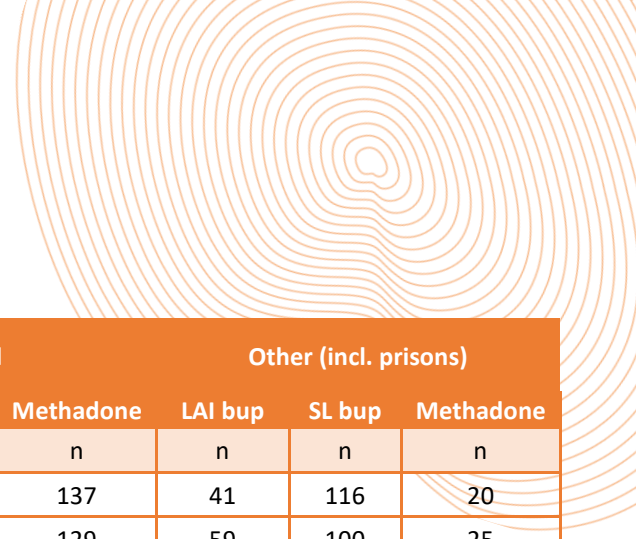 Other (incl. prisons)
Methadone LAI bup SL bup Methadone
n n n n
137 41 116 20